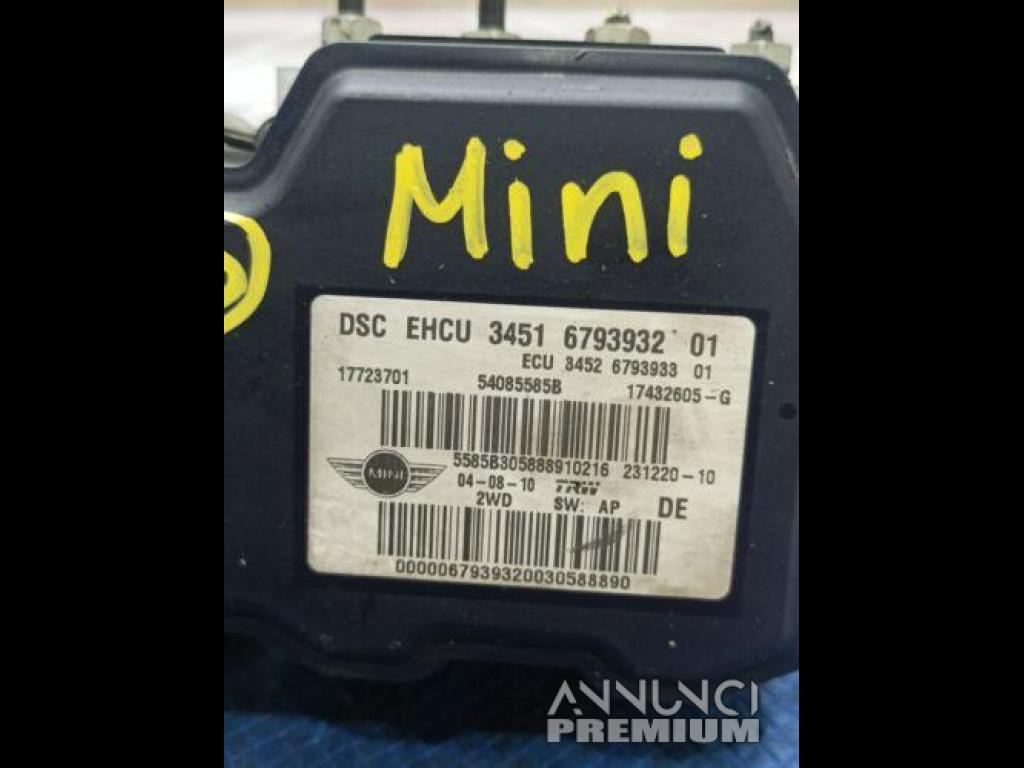 Mini
DSC EHCU 3451 6793932 01
ECU 3452 6793933 01
17723701 54085585B 17432605-G
5585B305888910216 231220-10
MINI 04-08-10 TRW
2WD SW: AP DE
0000067939320030588890
ANNUNCI
PREMIUM